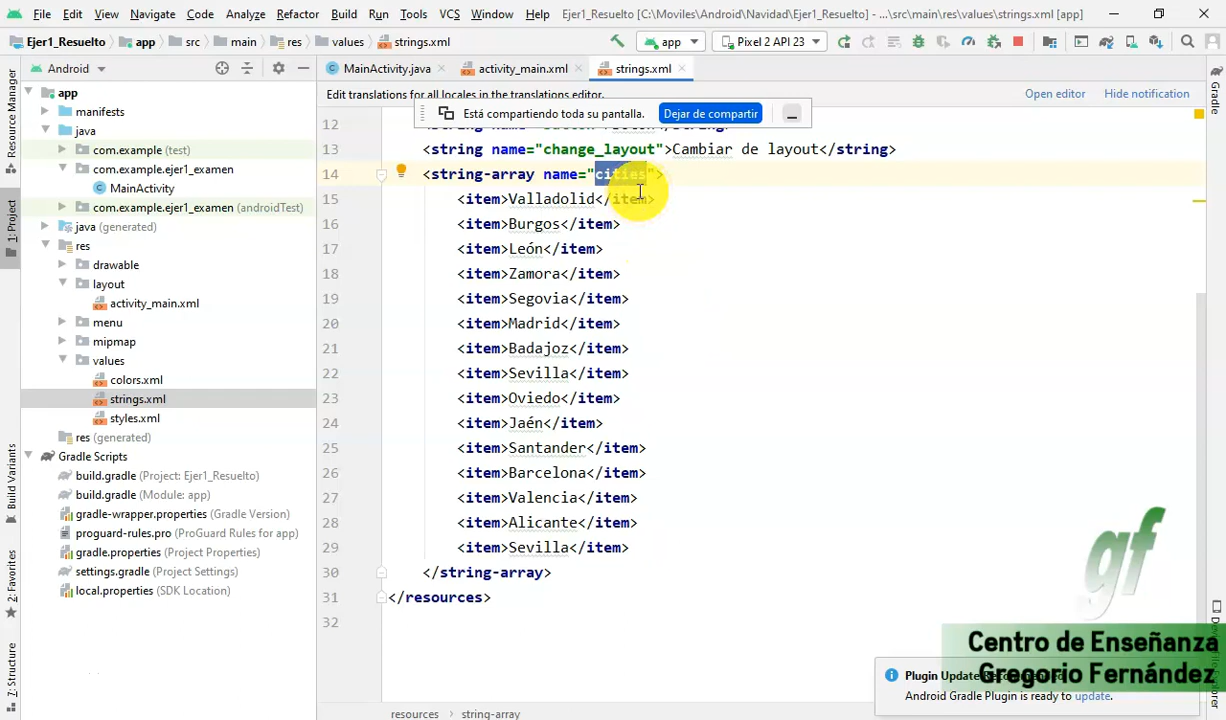 File Edit View Navigate Code Analyze Refactor Build Run Tools VCS Window Help Ejer1_Resuelto [C:\Moviles\Android\Navidad\Ejer1_Resuelto] - ...\src\main\res\values\strings.xml [app]
Ejer1_Resuelto app src main res values strings.xml app Pixel 2 API 23
Android MainActivity.java activity_main.xml strings.xml
Edit translations for all locales in the translations editor. Open editor Hide notification
Está compartiendo toda su pantalla. Dejar de compartir
Resource Manager
1: Project
Build Variants
2: Favorites
7: Structure
app
manifests
java
com.example (test)
com.example.ejer1_examen
MainActivity
com.example.ejer1_examen (androidTest)
java (generated)
res
drawable
layout
activity_main.xml
menu
mipmap
values
colors.xml
strings.xml
styles.xml
res (generated)
Gradle Scripts
build.gradle (Project: Ejer1_Resuelto)
build.gradle (Module: app)
gradle-wrapper.properties (Gradle Version)
proguard-rules.pro (ProGuard Rules for app)
gradle.properties (Project Properties)
settings.gradle (Project Settings)
local.properties (SDK Location)
12
13 <string name="change_layout">Cambiar de layout</string>
14 <string-array name="cities">
15 <item>Valladolid</item>
16 <item>Burgos</item>
17 <item>León</item>
18 <item>Zamora</item>
19 <item>Segovia</item>
20 <item>Madrid</item>
21 <item>Badajoz</item>
22 <item>Sevilla</item>
23 <item>Oviedo</item>
24 <item>Jaén</item>
25 <item>Santander</item>
26 <item>Barcelona</item>
27 <item>Valencia</item>
28 <item>Alicante</item>
29 <item>Sevilla</item>
30 </string-array>
31 </resources>
32
resources › string-array
Gradle
gf
Centro de Enseñanza
Gregorio Fernández
Plugin Update
Android Gradle Plugin is ready to update.